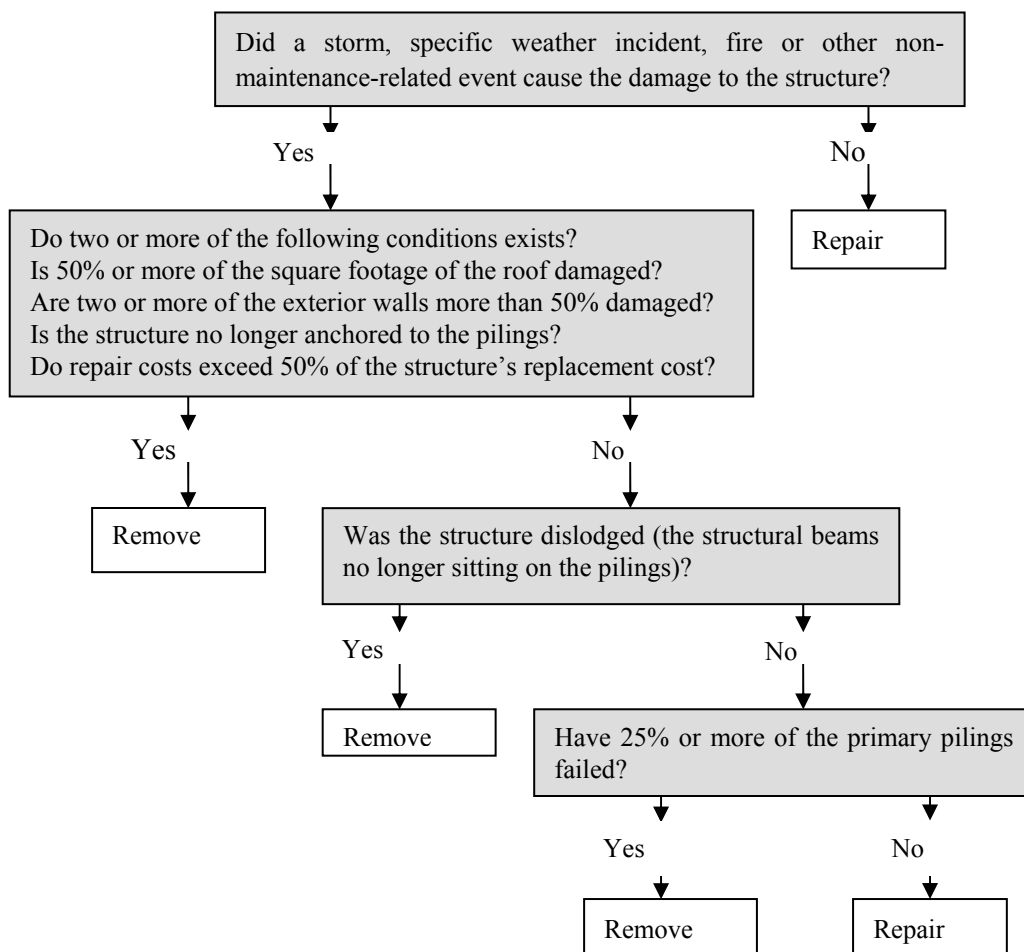 Did a storm, specific weather incident, fire or other non-
maintenance-related event cause the damage to the structure?
Yes
No
Do two or more of the following conditions exists?
Is 50% or more of the square footage of the roof damaged?
Are two or more of the exterior walls more than 50% damaged?
Is the structure no longer anchored to the pilings?
Do repair costs exceed 50% of the structure's replacement cost?
Repair
Yes
No
Remove
Was the structure dislodged (the structural beams
no longer sitting on the pilings)?
Yes
No
Remove
Have 25% or more of the primary pilings
failed?
Yes
No
Remove
Repair